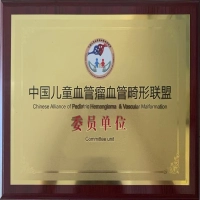 中国儿童血管瘤血管畸形联盟
Chinese Alliance of Pediatric Hemangioma & Vascular Malformation
委员单位
Committee unit